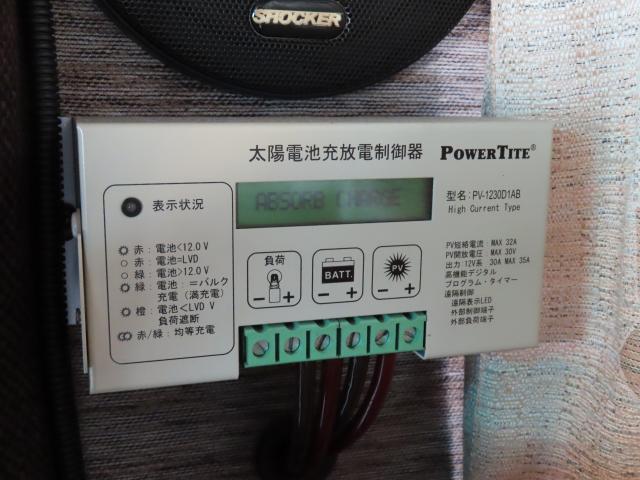 SHOCKER
太陽電池充放電制御器 POWERTITE®
表示状況
ABSORB CHARGE
型名：PV-1230D1AB
High Current Type
赤：電池<12.0 V
赤：電池=LVD
緑：電池>12.0 V
緑：電池：=バルク
充電（満充電）
橙：電池<LVD V
負荷遮断
赤/緑：均等充電
負荷
- +
BATT.
- +
PV
- +
PV短絡電流：MAX 32A
PV開放電圧：MAX 30V
出力：12V系 30A MAX 35A
高機能デジタル
プログラム・タイマー
遠隔制御
遠隔表示LED
外部制御端子
外部負荷端子